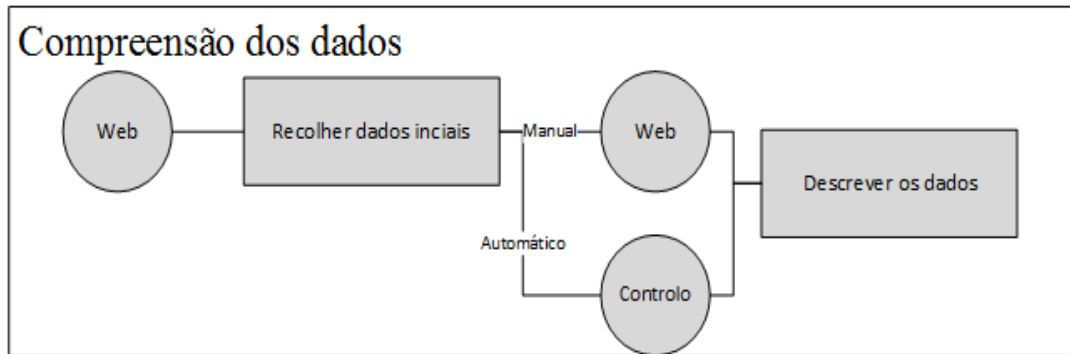 Compreensão dos dados
Web
Recolher dados inciais
Manual
Web
Descrever os dados
Automático
Controlo